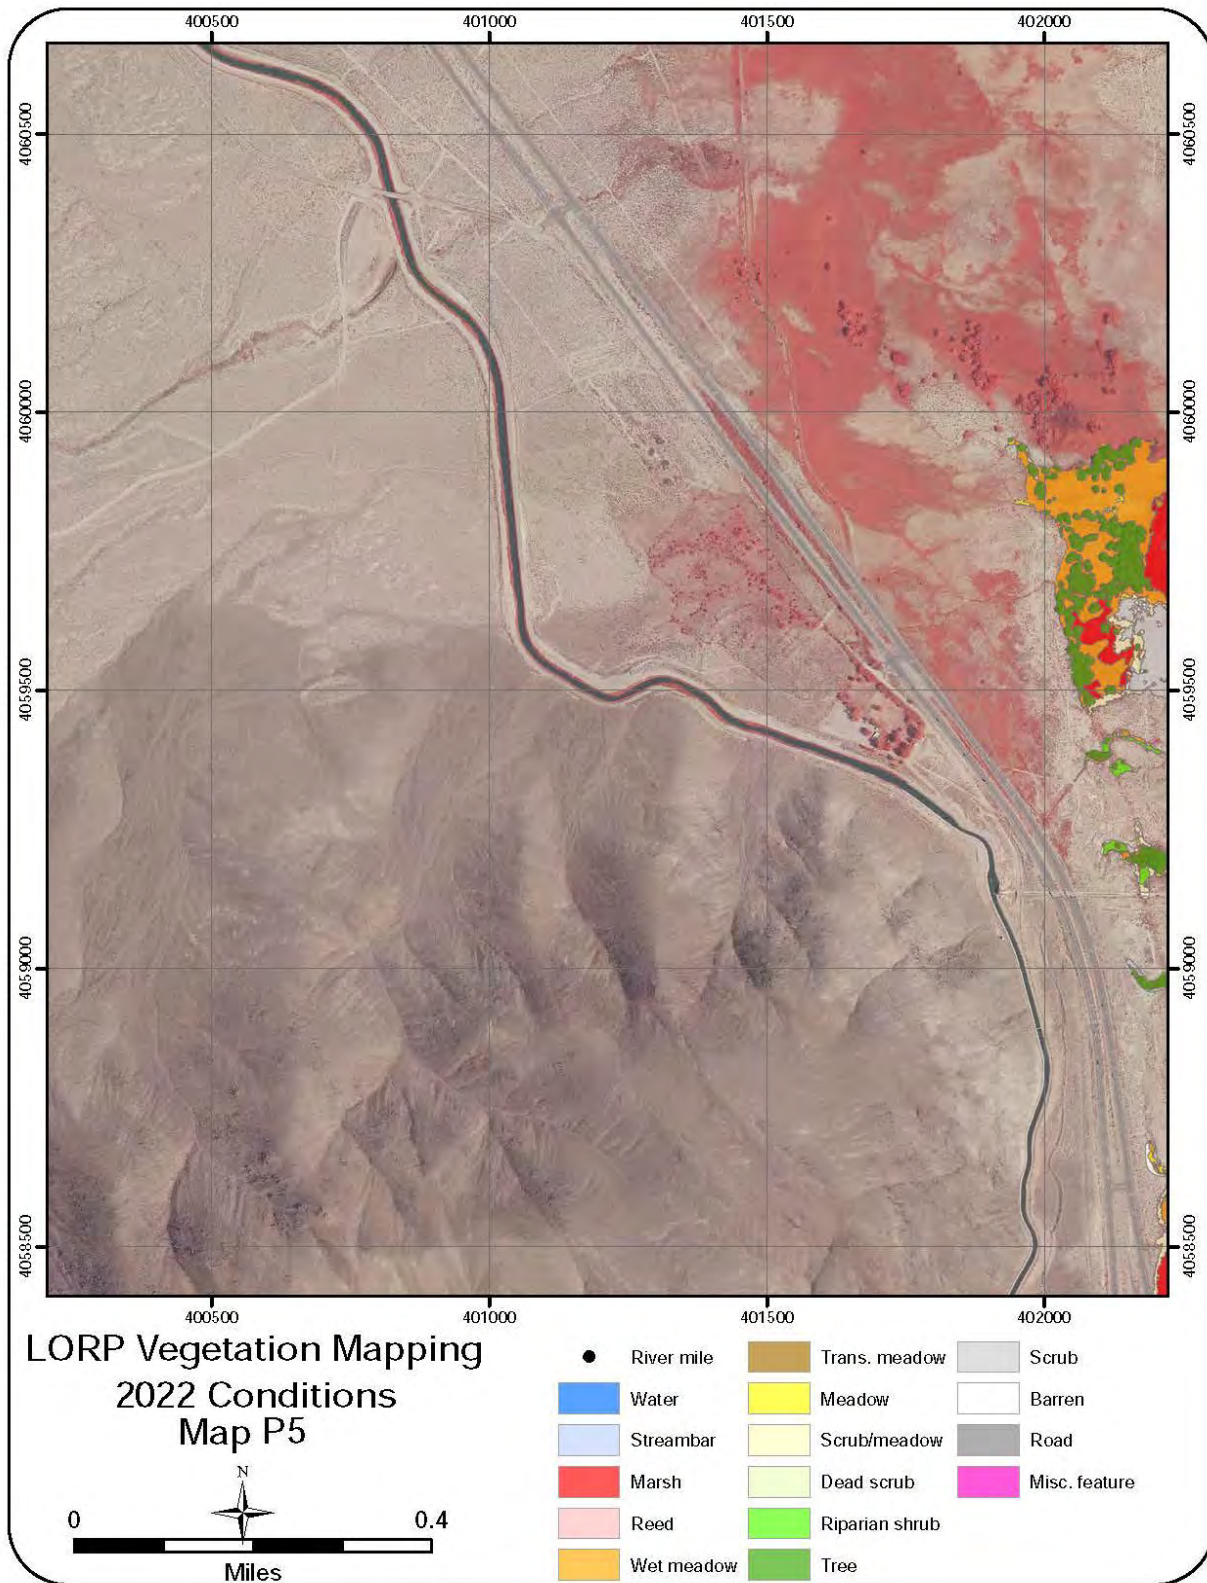 400500 401000 401500 402000
4060500 4060500
4060000 4060000
4059500 4059500
4059000 4059000
4058500 4058500
400500 401000 401500 402000
LORP Vegetation Mapping
2022 Conditions
Map P5
N
0 0.4
Miles
River mile
Water
Streambar
Marsh
Reed
Wet meadow
Trans. meadow
Meadow
Scrub/meadow
Dead scrub
Riparian shrub
Tree
Scrub
Barren
Road
Misc. feature